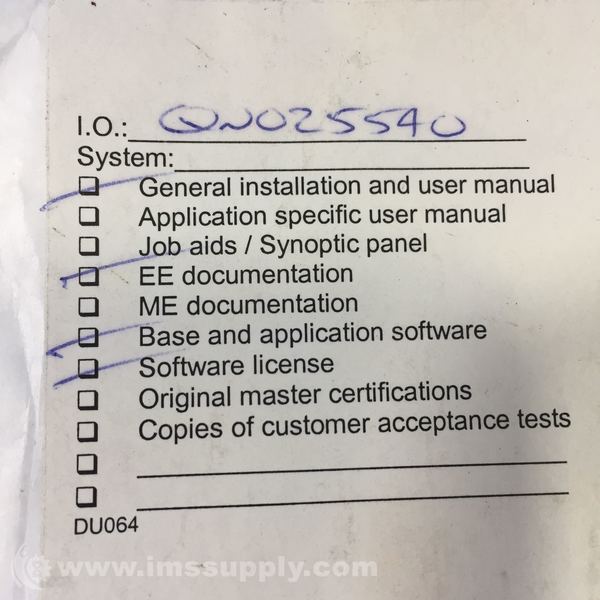 I.O.: QN025540
System:
General installation and user manual
Application specific user manual
Job aids / Synoptic panel
EE documentation
ME documentation
Base and application software
Software license
Original master certifications
Copies of customer acceptance tests
DU064
www.imssupply.com